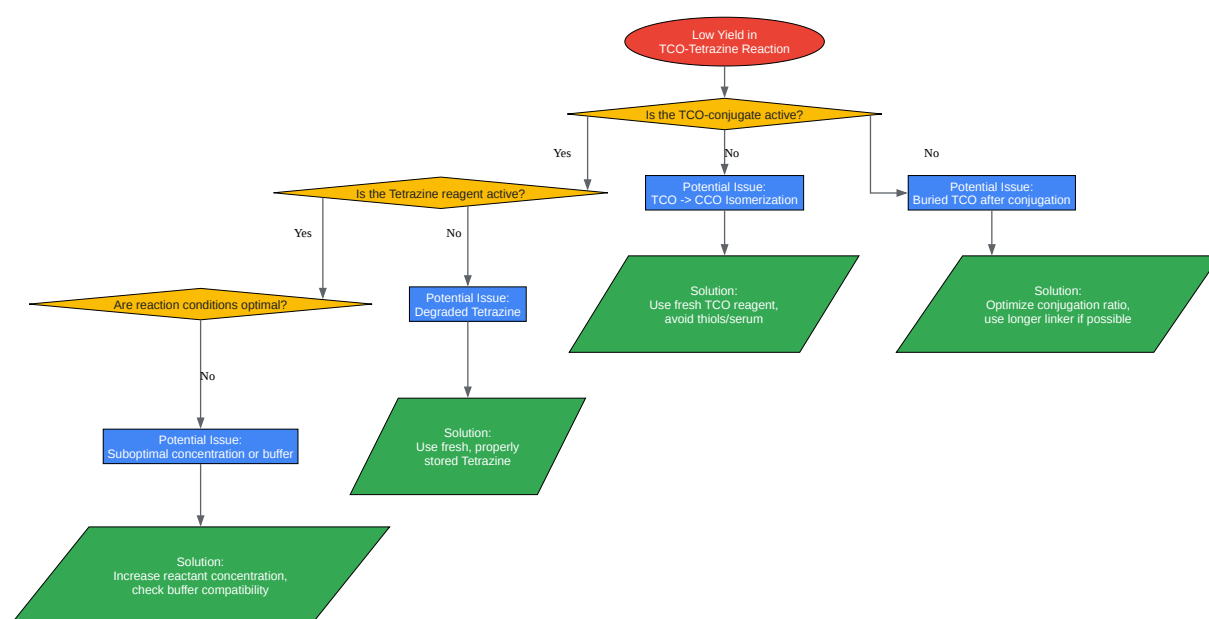 Low Yield in
TCO-Tetrazine Reaction
Is the TCO-conjugate active?
Yes
No
No
Is the Tetrazine reagent active?
Potential Issue:
TCO -> CCO Isomerization
Potential Issue:
Buried TCO after conjugation
Yes
No
Are reaction conditions optimal?
Potential Issue:
Degraded Tetrazine
Solution:
Use fresh TCO reagent,
avoid thiols/serum
Solution:
Optimize conjugation ratio,
use longer linker if possible
No
Potential Issue:
Suboptimal concentration or buffer
Solution:
Use fresh, properly
stored Tetrazine
Solution:
Increase reactant concentration,
check buffer compatibility